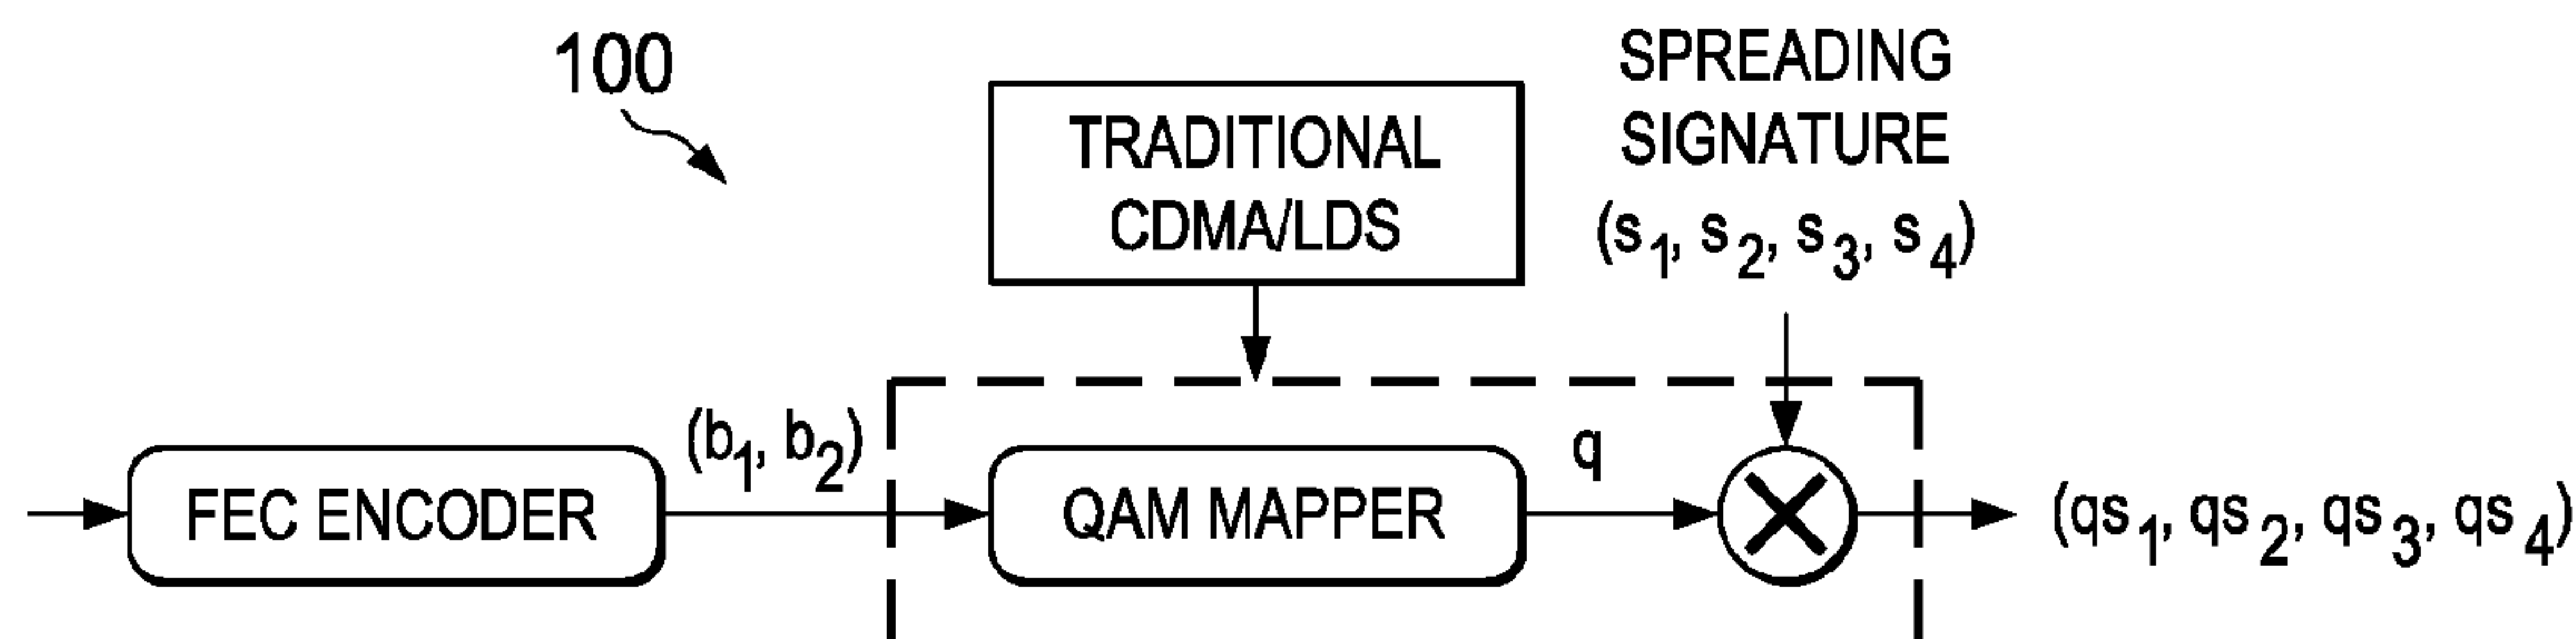 100
TRADITIONAL
CDMA/LDS
SPREADING
SIGNATURE
(s1, s2, s3, s4)
FEC ENCODER
(b1, b2)
QAM MAPPER
q
(qs1, qs2, qs3, qs4)